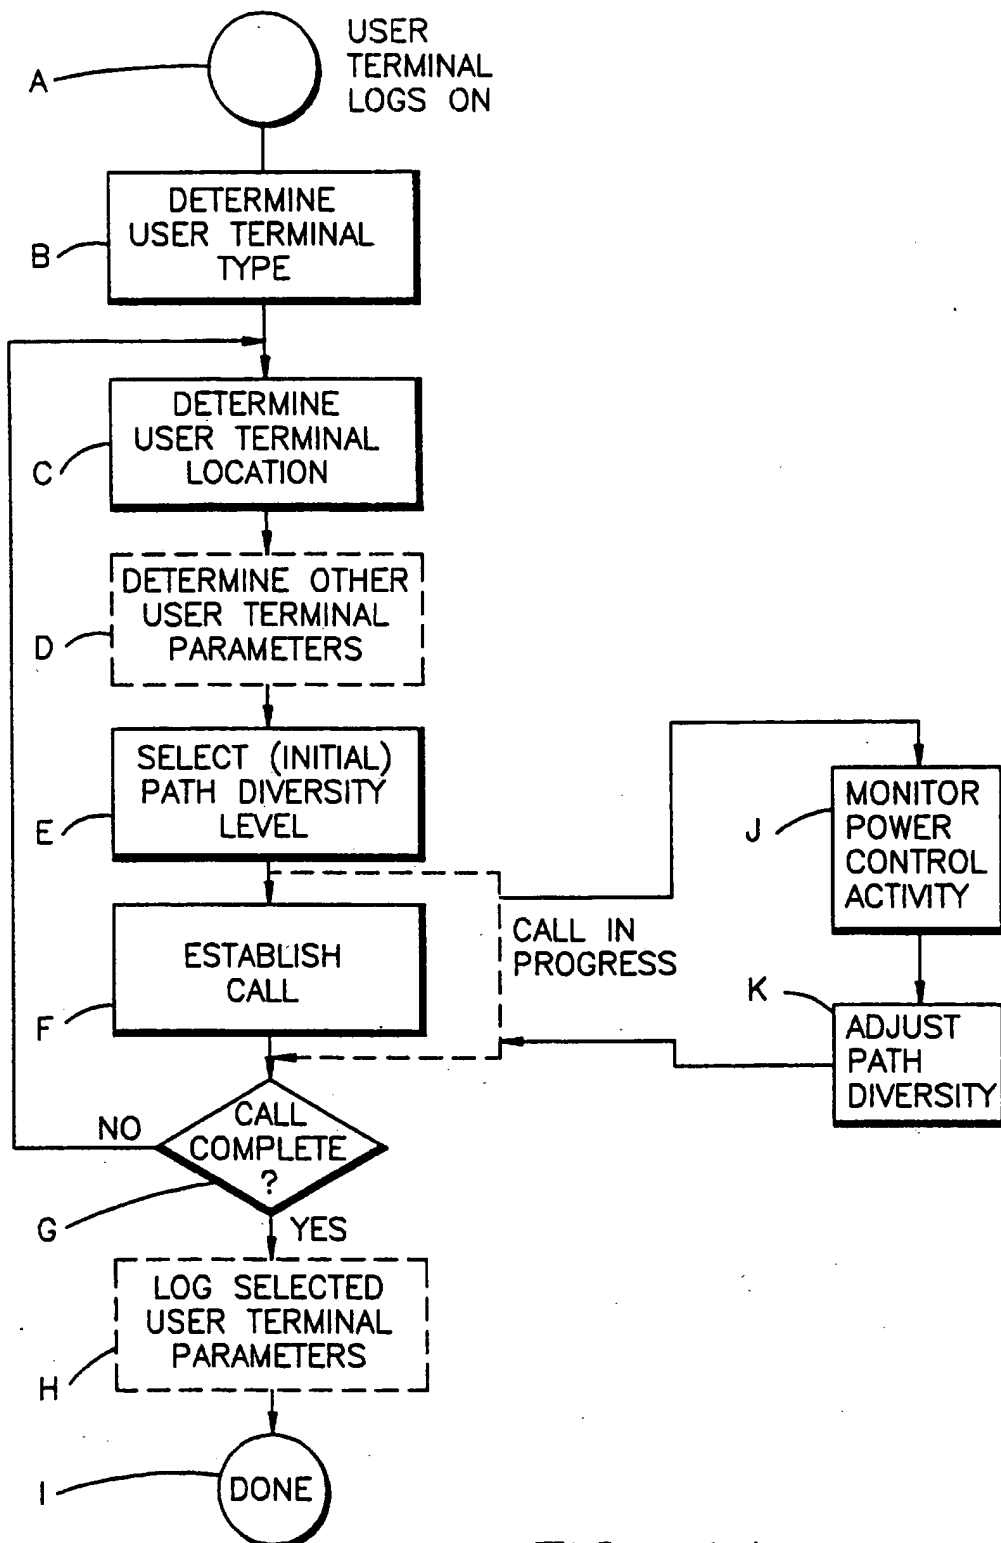 USER
TERMINAL
LOGS ON
A
DETERMINE
USER TERMINAL
TYPE
B
DETERMINE
USER TERMINAL
LOCATION
C
DETERMINE OTHER
USER TERMINAL
PARAMETERS
D
SELECT (INITIAL)
PATH DIVERSITY
LEVEL
E
MONITOR
POWER
CONTROL
ACTIVITY
J
ESTABLISH
CALL
F
CALL IN
PROGRESS
K
ADJUST
PATH
DIVERSITY
CALL
COMPLETE
?
NO
G
YES
LOG SELECTED
USER TERMINAL
PARAMETERS
H
DONE
I